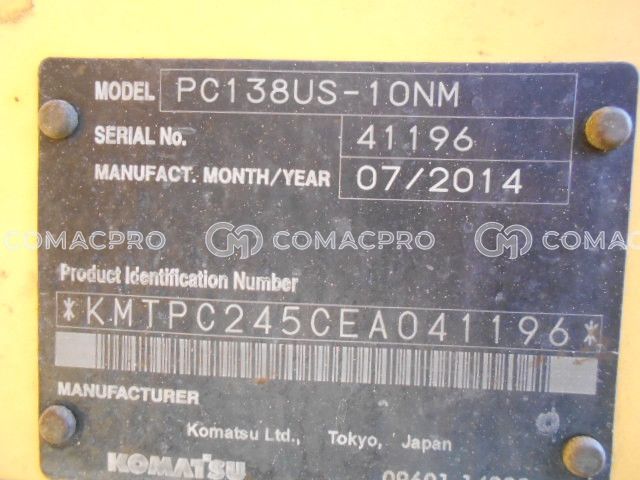 MODEL PC138US-10NM
SERIAL No. 41196
MANUFACT. MONTH/YEAR 07/2014
COMACPRO COMACPRO COMACPRO
Product Identification Number
*KMTPC245CEA041196*
MANUFACTURER
Komatsu Ltd., Tokyo, Japan
KOMATSU